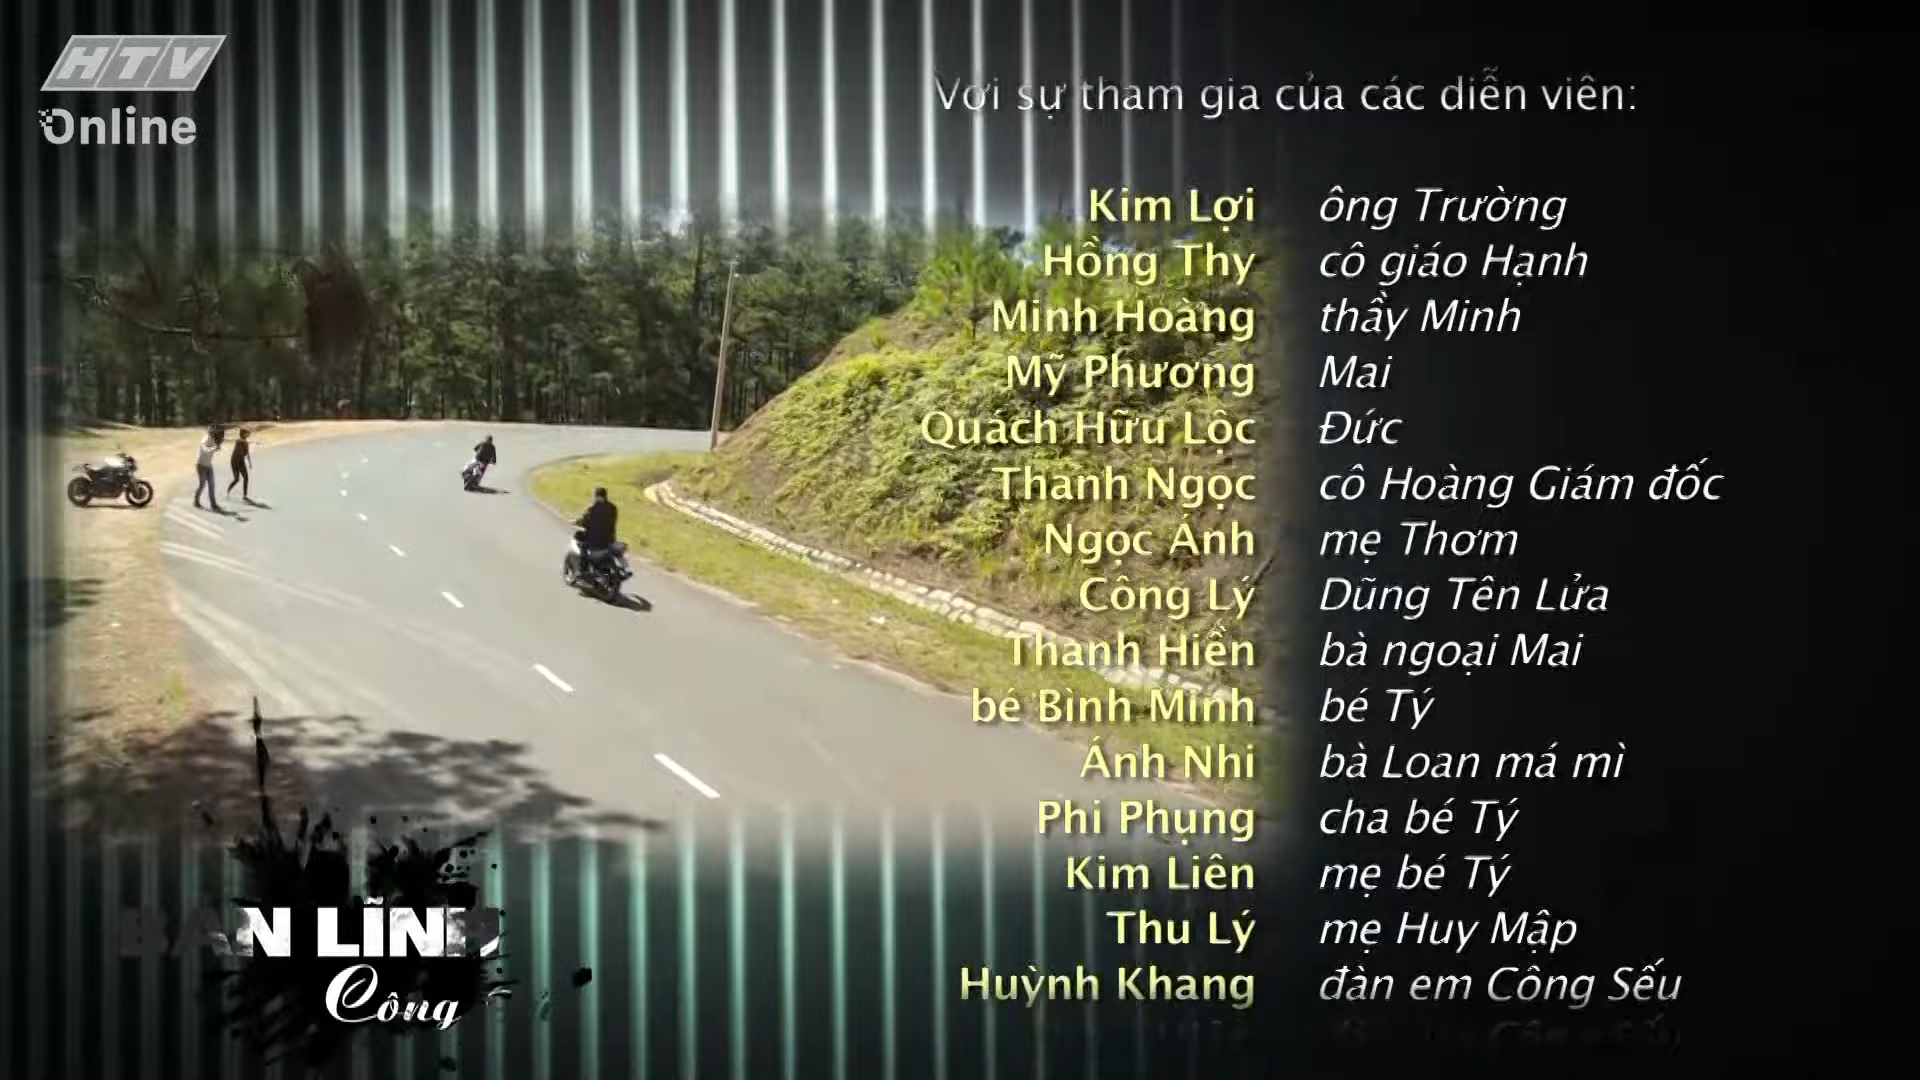 HTV
Online
Với sự tham gia của các diễn viên:
Kim Lợi ông Trường
Hồng Thy cô giáo Hạnh
Minh Hoàng thầy Minh
Mỹ Phương Mai
Quách Hữu Lộc Đức
Thanh Ngọc cô Hoàng Giám đốc
Ngọc Ánh mẹ Thơm
Công Lý Dũng Tên Lửa
Thanh Hiền bà ngoại Mai
bé Bình Minh bé Tý
Ánh Nhi bà Loan má mì
Phi Phụng cha bé Tý
Kim Liên mẹ bé Tý
Thu Lý mẹ Huy Mập
Huỳnh Khang đàn em Công Sếu
BẢN LĨNH
Công